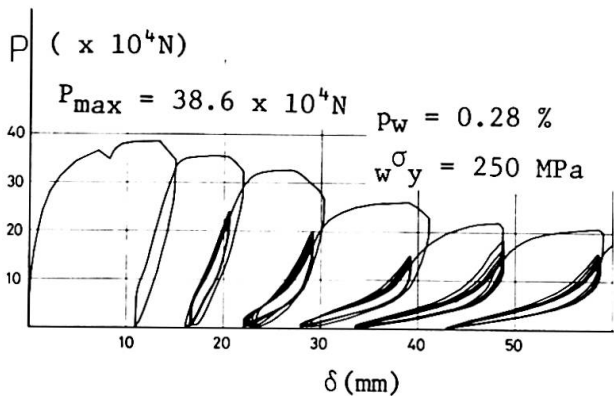 P ( x 10⁴N)
Pmax = 38.6 x 10⁴N
pw = 0.28 %
wσy = 250 MPa
40
30
20
10
10 20 30 40 50
δ(mm)